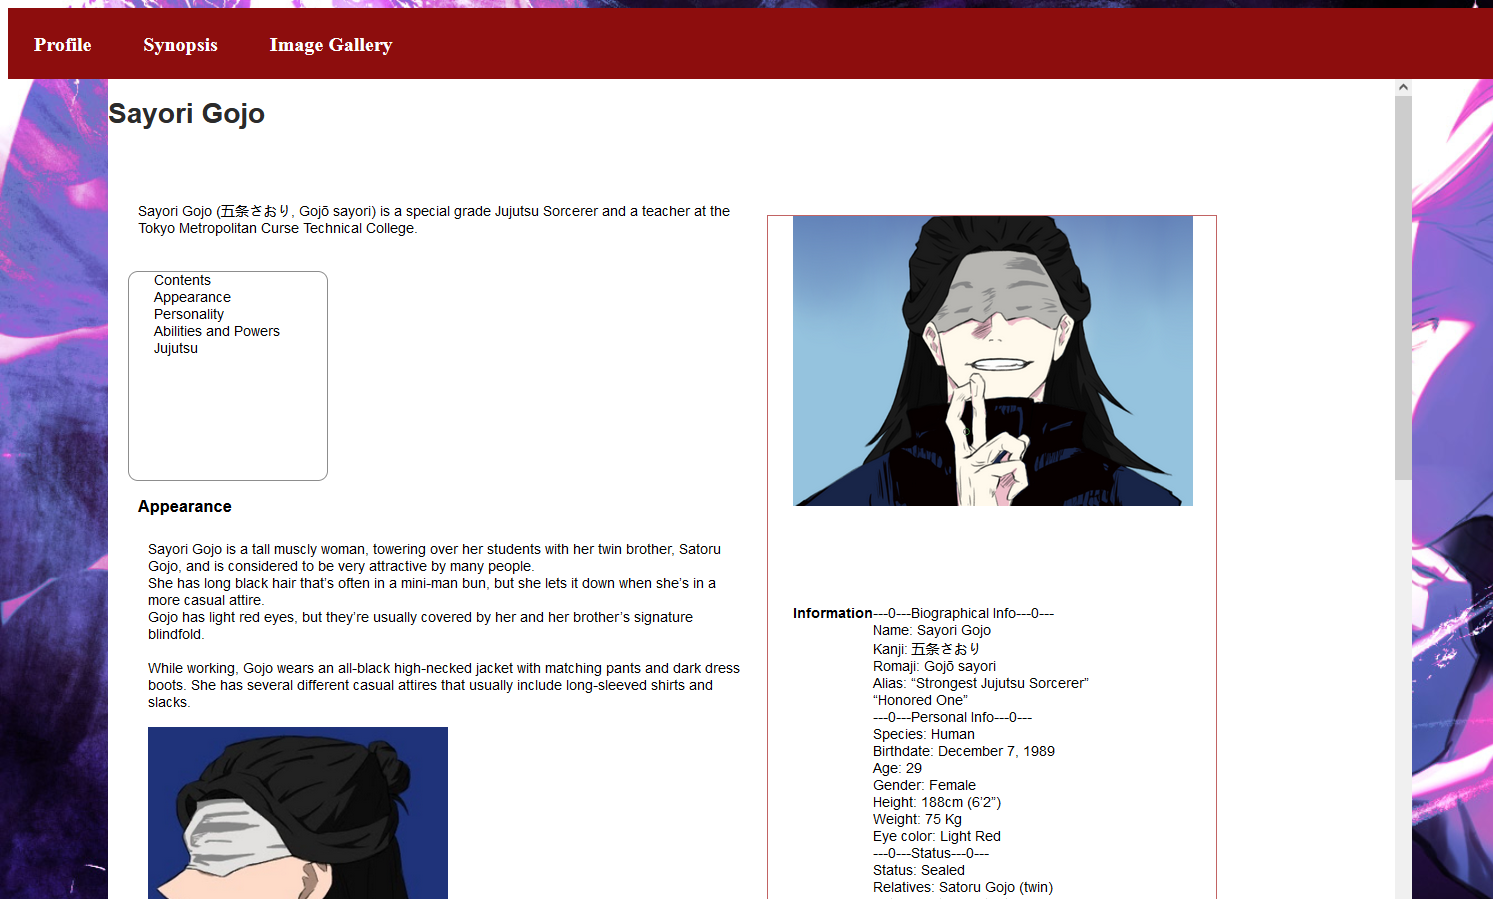 Profile Synopsis Image Gallery
Sayori Gojo
Sayori Gojo (五条さおり, Gojō sayori) is a special grade Jujutsu Sorcerer and a teacher at the
Tokyo Metropolitan Curse Technical College.
Contents
Appearance
Personality
Abilities and Powers
Jujutsu
Appearance
Sayori Gojo is a tall muscly woman, towering over her students with her twin brother, Satoru
Gojo, and is considered to be very attractive by many people.
She has long black hair that’s often in a mini-man bun, but she lets it down when she’s in a
more casual attire.
Gojo has light red eyes, but they’re usually covered by her and her brother’s signature
blindfold.
While working, Gojo wears an all-black high-necked jacket with matching pants and dark dress
boots. She has several different casual attires that usually include long-sleeved shirts and
slacks.
Information---0---Biographical Info---0---
Name: Sayori Gojo
Kanji: 五条さおり
Romaji: Gojō sayori
Alias: “Strongest Jujutsu Sorcerer”
“Honored One”
---0---Personal Info---0---
Species: Human
Birthdate: December 7, 1989
Age: 29
Gender: Female
Height: 188cm (6’2”)
Weight: 75 Kg
Eye color: Light Red
---0---Status---0---
Status: Sealed
Relatives: Satoru Gojo (twin)